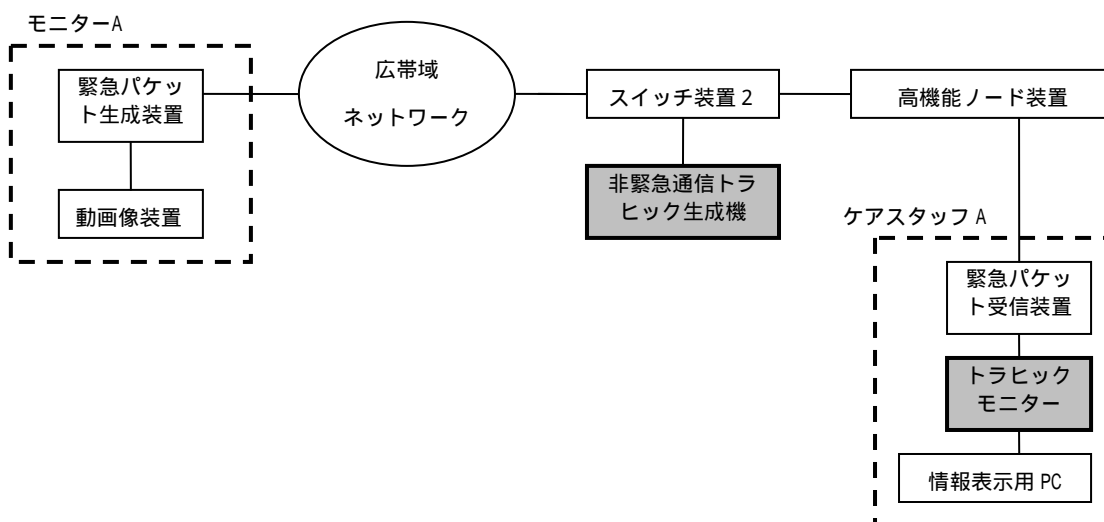 モニターA
緊急パケッ
ト生成装置
動画像装置
広帯域
ネットワーク
スイッチ装置 2
非緊急通信トラ
ヒック生成機
高機能ノード装置
ケアスタッフ A
緊急パケッ
ト受信装置
トラヒック
モニター
情報表示用 PC